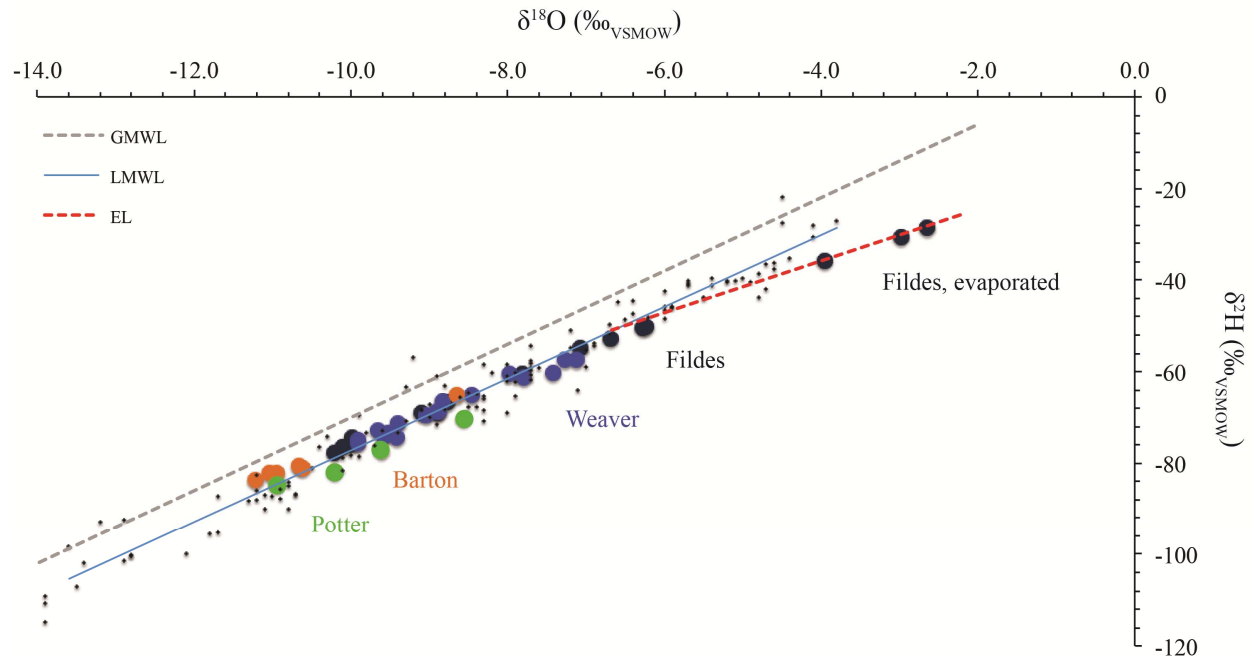 δ¹⁸O (‰VSMOW)
-14.0 -12.0 -10.0 -8.0 -6.0 -4.0 -2.0 0.0
0
GMWL
LMWL
-20
EL
-40
Fildes, evaporated
δ²H (‰VSMOW)
Fildes
-60
Weaver
-80
Barton
Potter
-100
-120